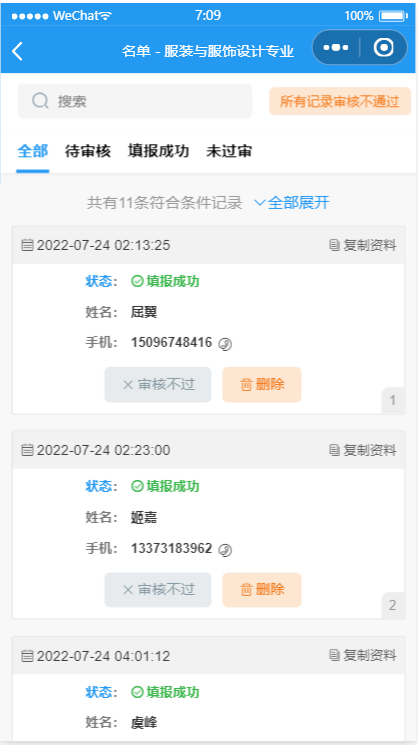 WeChat 7:09 100%
名单 - 服装与服饰设计专业
搜索 所有记录审核不通过
全部 待审核 填报成功 未过审
共有11条符合条件记录 全部展开
2022-07-24 02:13:25 复制资料
状态: 填报成功
姓名: 屈翼
手机: 15096748416
审核不过 删除
1
2022-07-24 02:23:00 复制资料
状态: 填报成功
姓名: 姬嘉
手机: 13373183962
审核不过 删除
2
2022-07-24 04:01:12 复制资料
状态: 填报成功
姓名: 虞峰